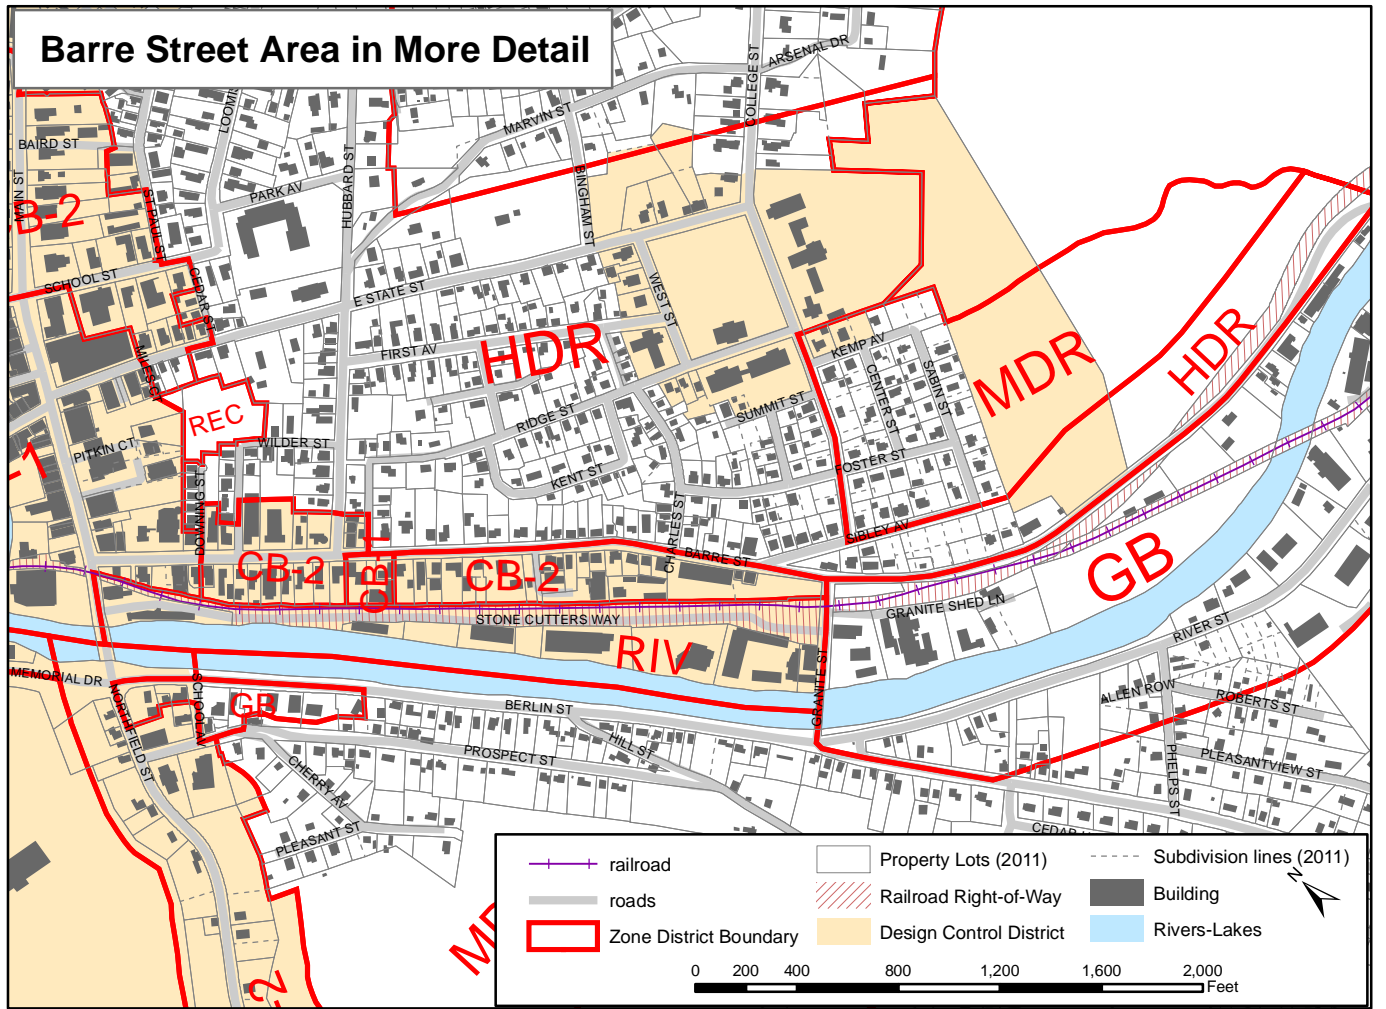 Barre Street Area in More Detail
ARSENAL DR
COLLEGE ST
MARVIN ST
LOOMIS
BAIRD ST
MAIN ST
ST PAUL ST
PARK AV
HUBBARD ST
BINGHAM ST
CB-2
SCHOOL ST
CEDAR ST
E STATE ST
WEST ST
MILES CT
FIRST AV
HDR
KEMP AV
CENTER ST
SABIN ST
MDR
HDR
REC
RIDGE ST
SUMMIT ST
PITKIN CT
WILDER ST
-1
KENT ST
FOSTER ST
DOWNING ST
CHARLES ST
SIBLEY AV
BARRE ST
CB-2
CB-1
CB-2
GB
GRANITE SHED LN
STONE CUTTERS WAY
RIV
RIVER ST
MEMORIAL DR
NORTHFIELD ST
SCHOOL AV
GB
BERLIN ST
GRANITE ST
ALLEN ROW
ROBERTS ST
HILL ST
PROSPECT ST
CHERRY AV
PHELPS ST
PLEASANTVIEW ST
PLEASANT ST
CEDAR
-2
railroad
roads
Zone District Boundary
Property Lots (2011)
Railroad Right-of-Way
Design Control District
Subdivision lines (2011)
Building
Rivers-Lakes
N
0 200 400 800 1,200 1,600 2,000
Feet